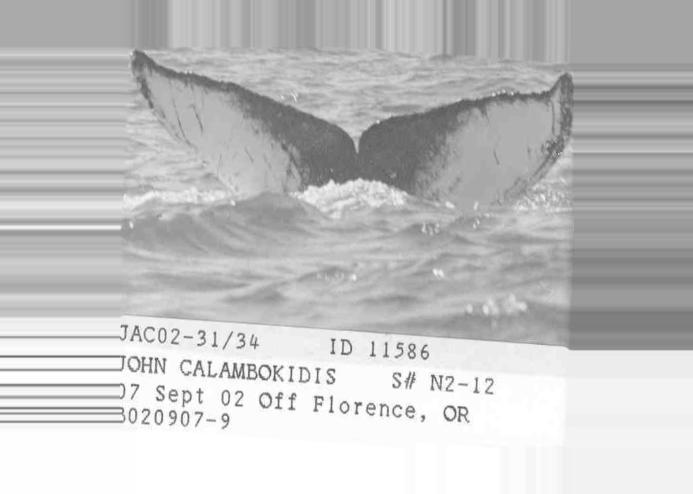 JAC02-31/34 ID 11586
JOHN CALAMBOKIDIS S# N2-12
07 Sept 02 Off Florence, OR
020907-9